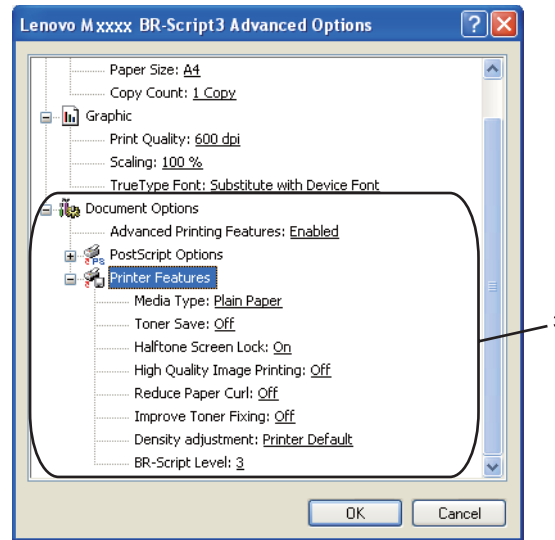 Lenovo Mxxxx BR-Script3 Advanced Options
Paper Size: A4
Copy Count: 1 Copy
Graphic
Print Quality: 600 dpi
Scaling: 100 %
TrueType Font: Substitute with Device Font
Document Options
Advanced Printing Features: Enabled
PS
PostScript Options
Printer Features
Media Type: Plain Paper
Toner Save: Off
Halftone Screen Lock: On
High Quality Image Printing: Off
Reduce Paper Curl: Off
Improve Toner Fixing: Off
Density adjustment: Printer Default
BR-Script Level: 3
OK Cancel